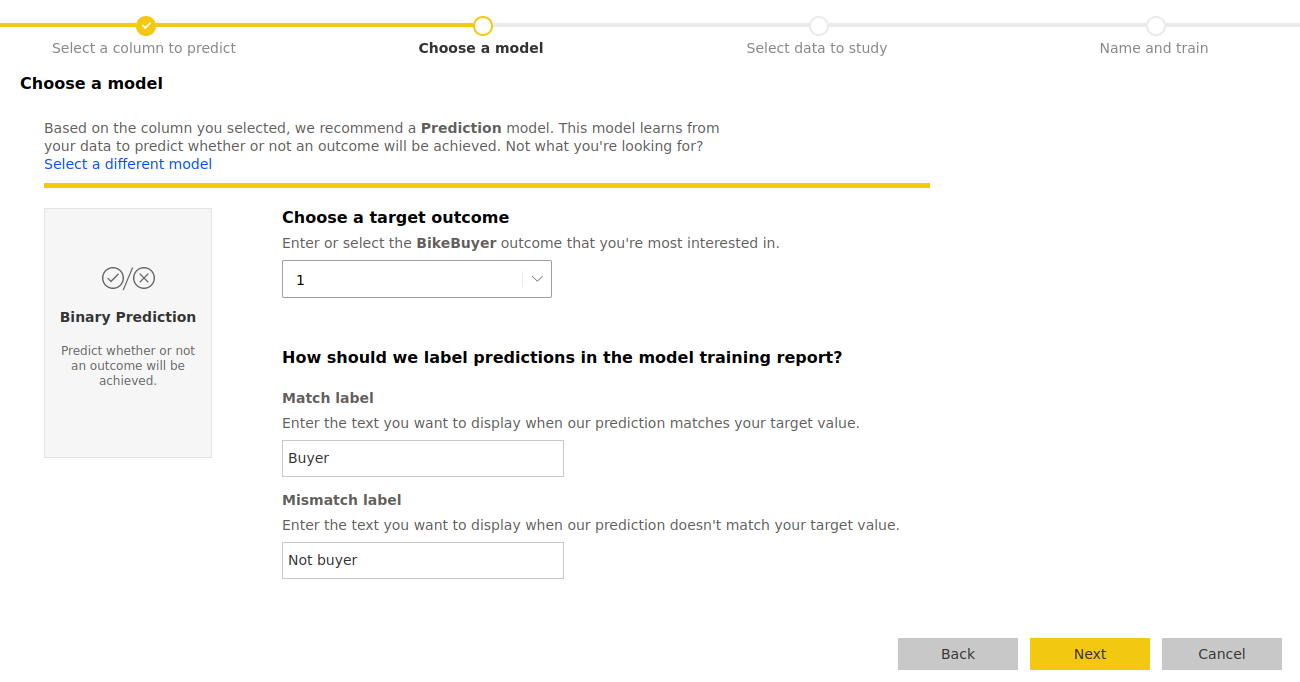 Select a column to predict
Choose a model
Select data to study
Name and train
Choose a model
Based on the column you selected, we recommend a Prediction model. This model learns from
your data to predict whether or not an outcome will be achieved. Not what you're looking for?
Select a different model
Binary Prediction
Predict whether or not
an outcome will be
achieved.
Choose a target outcome
Enter or select the BikeBuyer outcome that you're most interested in.
1
How should we label predictions in the model training report?
Match label
Enter the text you want to display when our prediction matches your target value.
Buyer
Mismatch label
Enter the text you want to display when our prediction doesn't match your target value.
Not buyer
Back
Next
Cancel